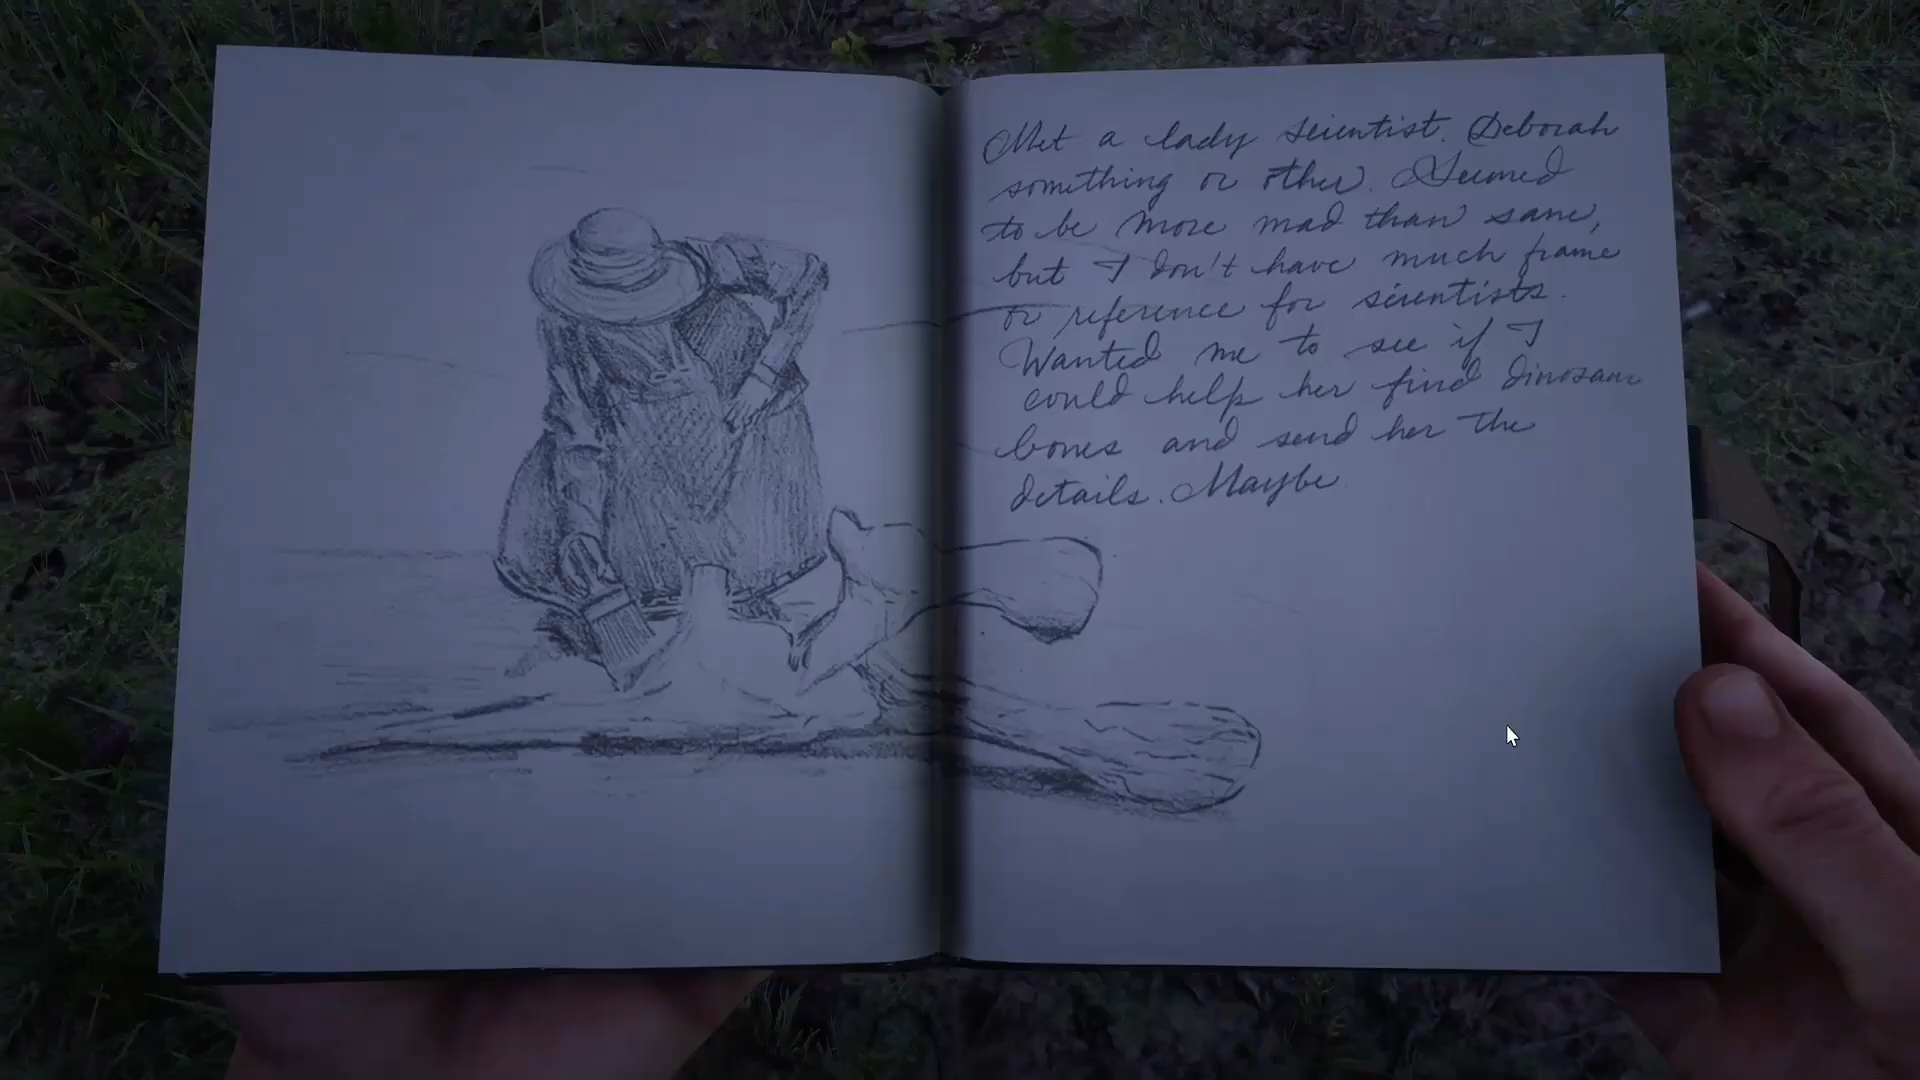 Met a lady scientist. Deborah
something or other. Seemed
to be more mad than sane,
but I don't have much frame
or reference for scientists.
Wanted me to see if I
could help her find dinosaur
bones and send her the
details. Maybe